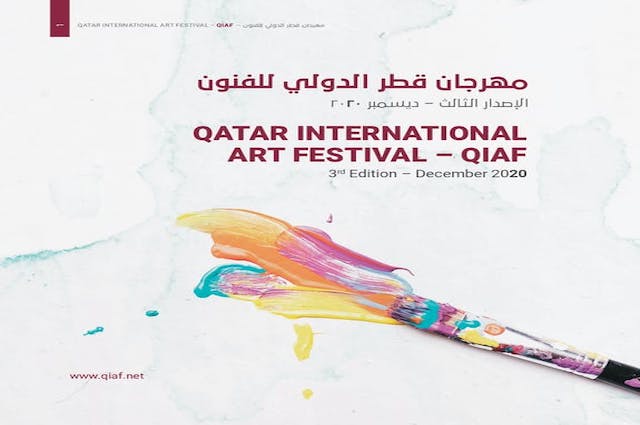 QATAR INTERNATIONAL ART FESTIVAL – QIAF – مهرجان قطر الدولي للفنون
مهرجان قطر الدولي للفنون
الإصدار الثالث – ديسمبر ٢٠٢٠
QATAR INTERNATIONAL
ART FESTIVAL – QIAF
3rd Edition – December 2020
www.qiaf.net